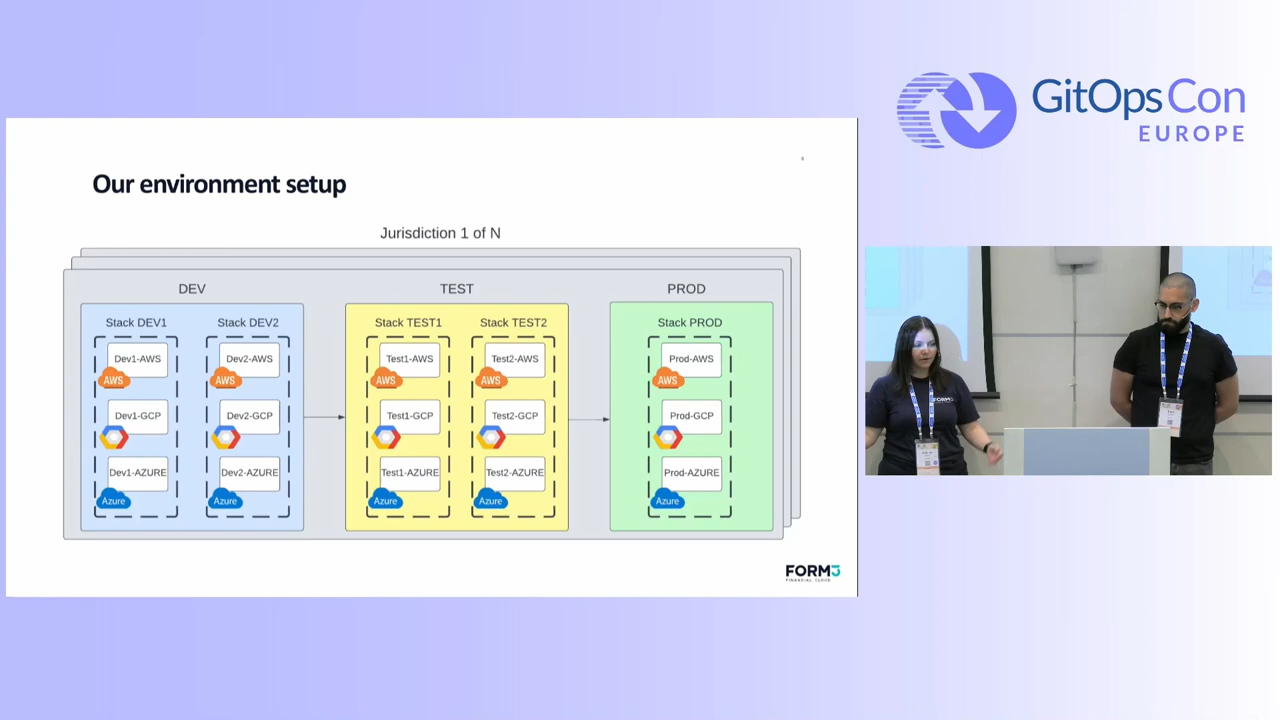 GitOpsCon
EUROPE
Our environment setup
Jurisdiction 1 of N
DEV
TEST
PROD
Stack DEV1
Stack DEV2
Stack TEST1
Stack TEST2
Stack PROD
Dev1-AWS
AWS
Dev2-AWS
AWS
Test1-AWS
AWS
Test2-AWS
AWS
Prod-AWS
AWS
Dev1-GCP
Dev2-GCP
Test1-GCP
Test2-GCP
Prod-GCP
Dev1-AZURE
Azure
Dev2-AZURE
Azure
Test1-AZURE
Azure
Test2-AZURE
Azure
Prod-AZURE
Azure
FORM3
FINANCIAL CLOUD
FORM3